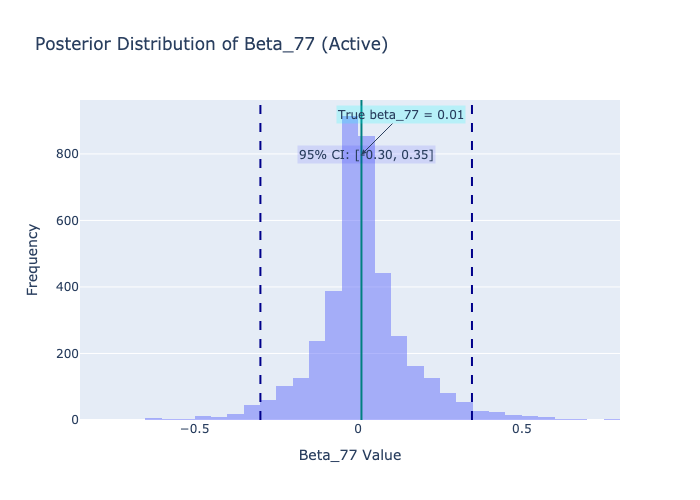 Posterior Distribution of Beta_77 (Active)
True beta_77 = 0.01
95% CI: [-0.30, 0.35]
800
600
400
200
0
Frequency
−0.5
0
0.5
Beta_77 Value